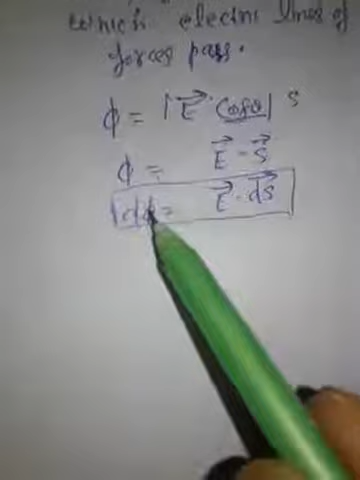 which electric lines of
forces pass.
ϕ = |E⃗ cosθ| s
ϕ = E⃗ · S⃗
dϕ = E⃗ · dS⃗